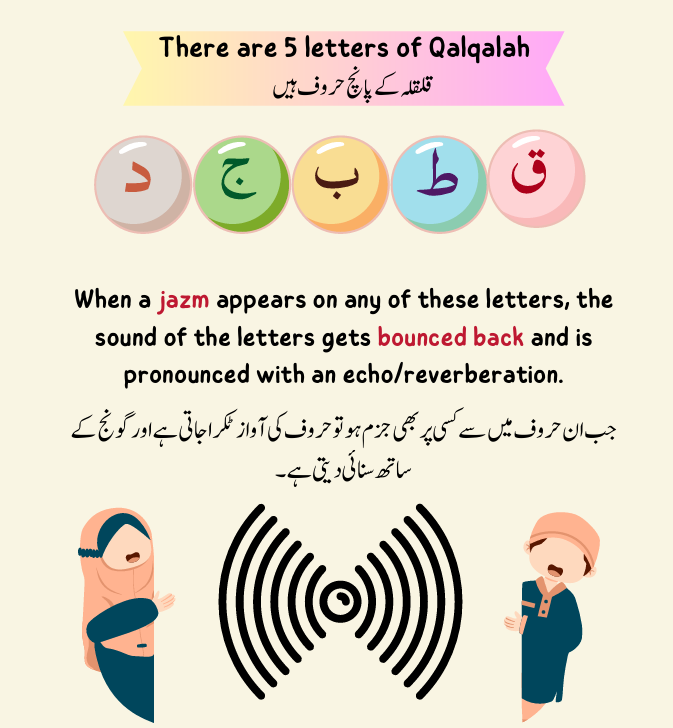 There are 5 letters of Qalqalah
قلقلہ کے پانچ حروف ہیں
ق ط ب ج د
When a jazm appears on any of these letters, the
sound of the letters gets bounced back and is
pronounced with an echo/reverberation.
جب ان حروف میں سے کسی پر بھی جزم ہو تو حروف کی آواز ٹکرا جاتی ہے اور گونج کے
ساتھ سنائی دیتی ہے۔